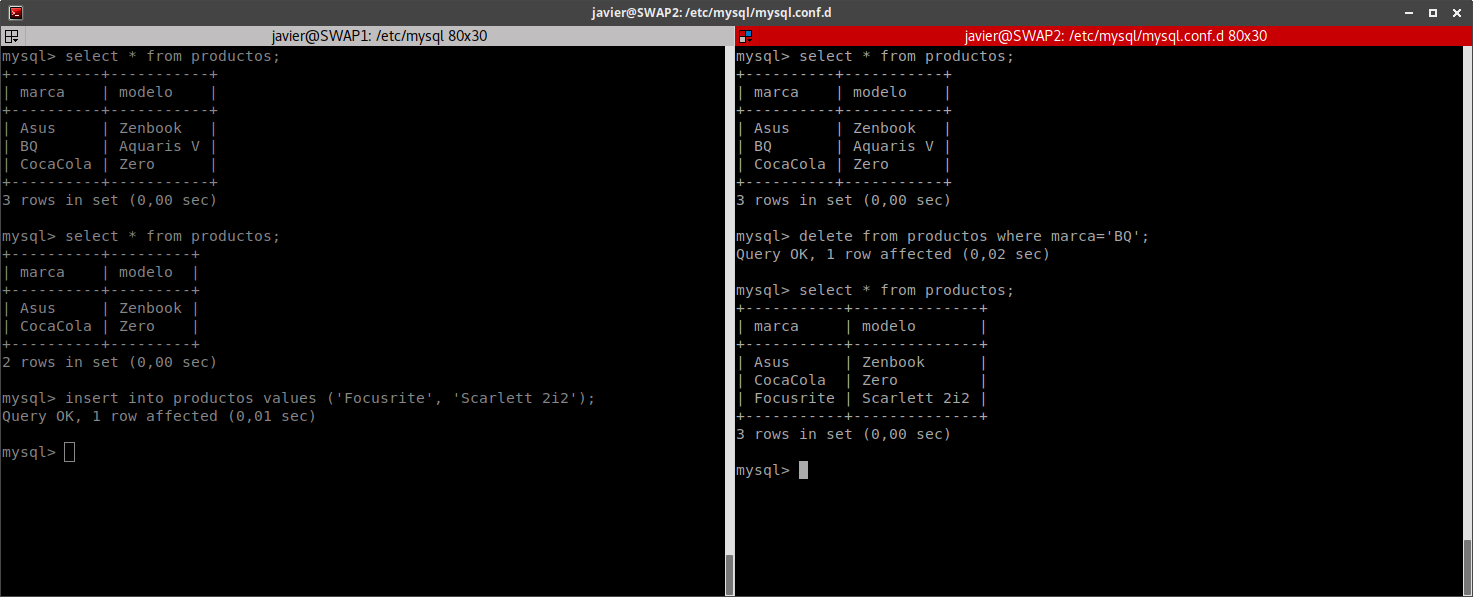 javier@SWAP2: /etc/mysql/mysql.conf.d
javier@SWAP1: /etc/mysql 80x30
mysql> select * from productos;
+----------+-----------+
| marca    | modelo    |
+----------+-----------+
| Asus     | Zenbook   |
| BQ       | Aquaris V |
| CocaCola | Zero      |
+----------+-----------+
3 rows in set (0,00 sec)
mysql> select * from productos;
+----------+---------+
| marca    | modelo  |
+----------+---------+
| Asus     | Zenbook |
| CocaCola | Zero    |
+----------+---------+
2 rows in set (0,00 sec)
mysql> insert into productos values ('Focusrite', 'Scarlett 2i2');
Query OK, 1 row affected (0,01 sec)
mysql>
javier@SWAP2: /etc/mysql/mysql.conf.d 80x30
mysql> select * from productos;
+----------+-----------+
| marca    | modelo    |
+----------+-----------+
| Asus     | Zenbook   |
| BQ       | Aquaris V |
| CocaCola | Zero      |
+----------+-----------+
3 rows in set (0,00 sec)
mysql> delete from productos where marca='BQ';
Query OK, 1 row affected (0,02 sec)
mysql> select * from productos;
+-----------+--------------+
| marca     | modelo       |
+-----------+--------------+
| Asus      | Zenbook      |
| CocaCola  | Zero         |
| Focusrite | Scarlett 2i2 |
+-----------+--------------+
3 rows in set (0,00 sec)
mysql>